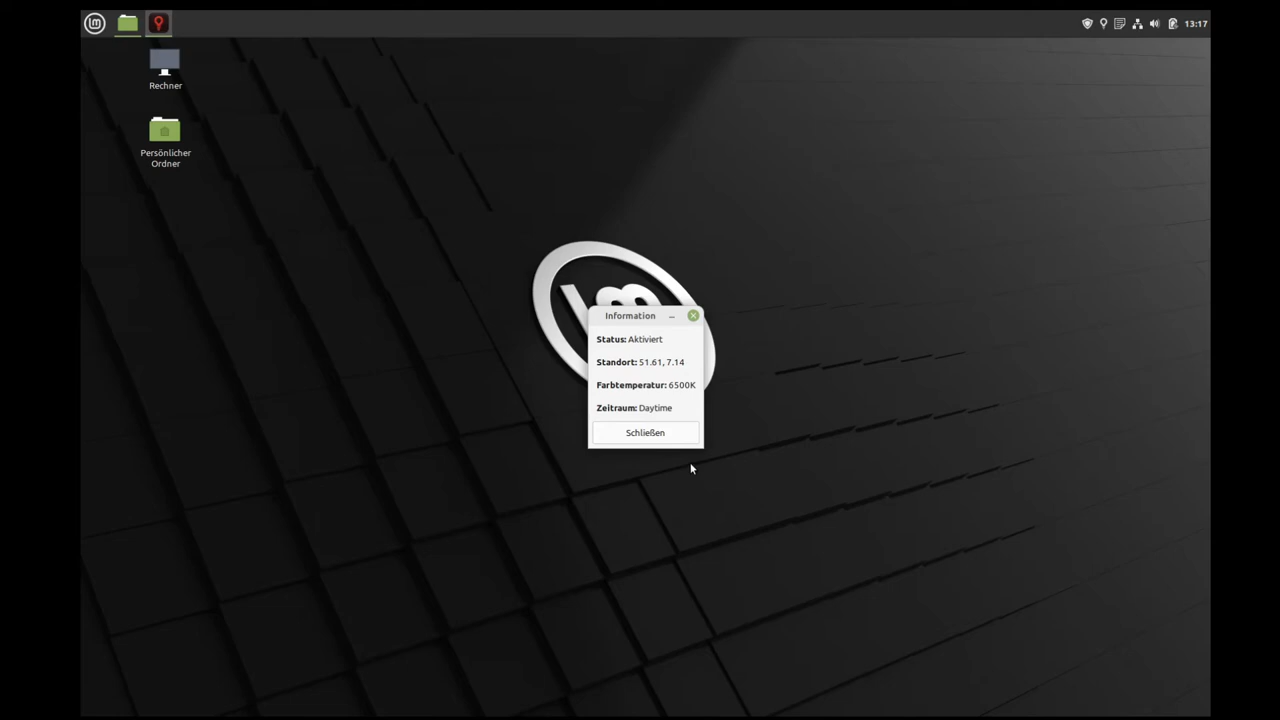 13:17
Rechner
Persönlicher
Ordner
Information
Status: Aktiviert
Standort: 51.61, 7.14
Farbtemperatur: 6500K
Zeitraum: Daytime
Schließen